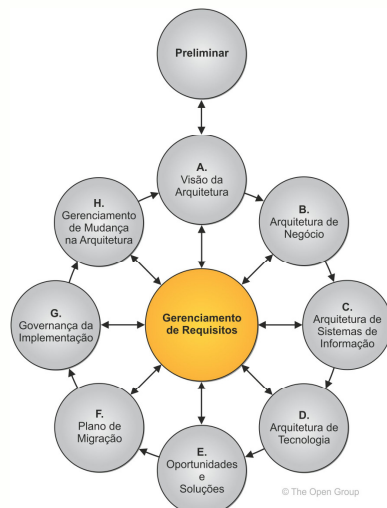 Preliminar
A.
Visão da
Arquitetura
H.
Gerenciamento
de Mudança
na Arquitetura
B.
Arquitetura
de Negócio
Gerenciamento
de Requisitos
G.
Governança da
Implementação
C.
Arquitetura de
Sistemas de
Informação
F.
Plano de
Migração
D.
Arquitetura
de Tecnologia
E.
Oportunidades
e
Soluções
© The Open Group